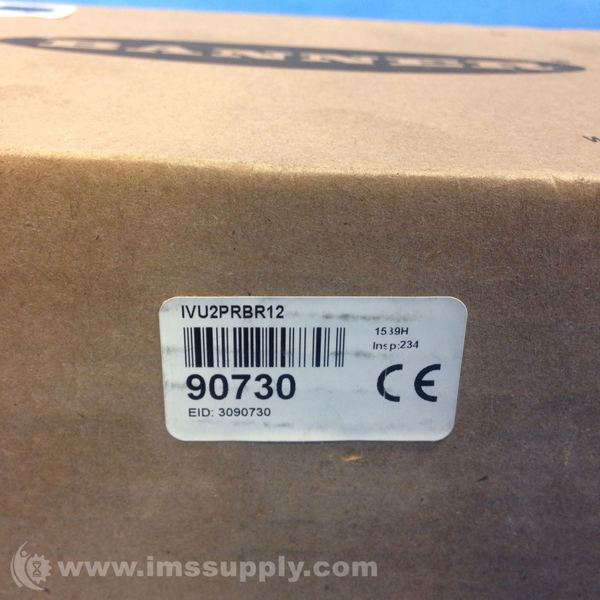 BANNER
IVU2PRBR12
1539H
Insp:234
90730
CE
EID: 3090730
www.imssupply.com